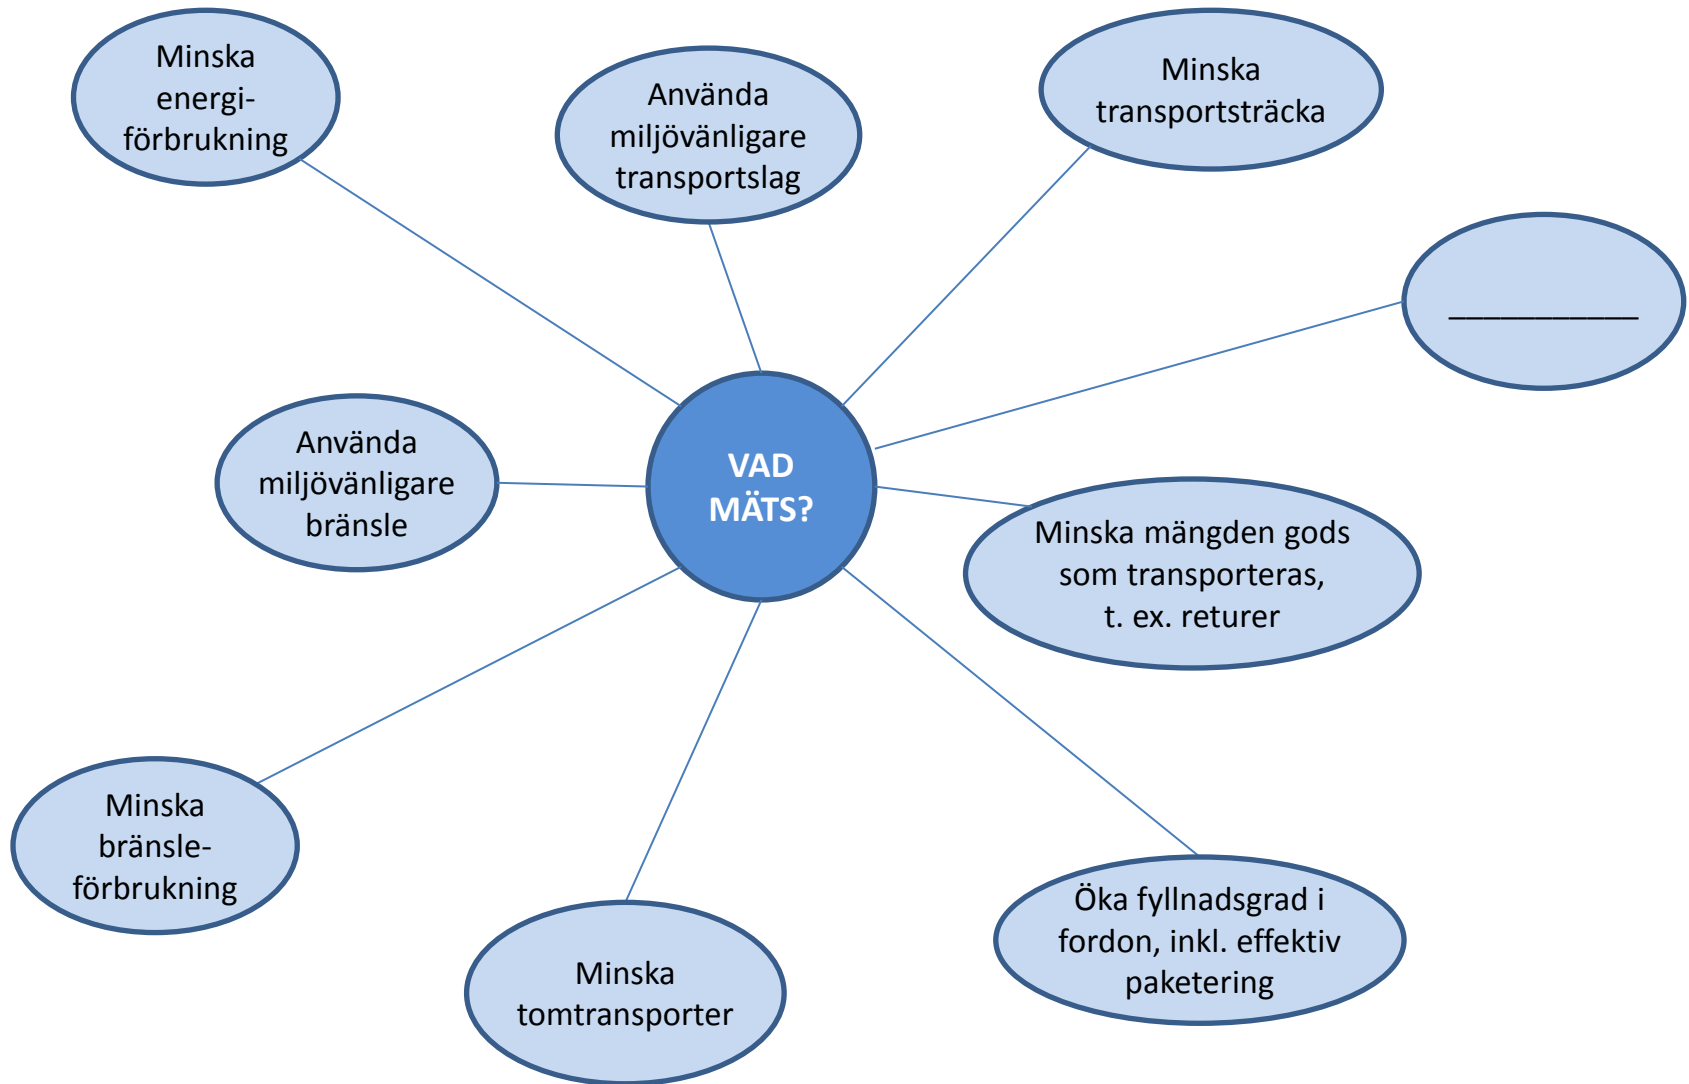 Minska
energi-
förbrukning
Använda
miljövänligare
transportslag
Minska
transportsträcka
___________
Använda
miljövänligare
bränsle
VAD
MÄTS?
Minska mängden gods
som transporteras,
t. ex. returer
Minska
bränsle-
förbrukning
Minska
tomtransporter
Öka fyllnadsgrad i
fordon, inkl. effektiv
paketering